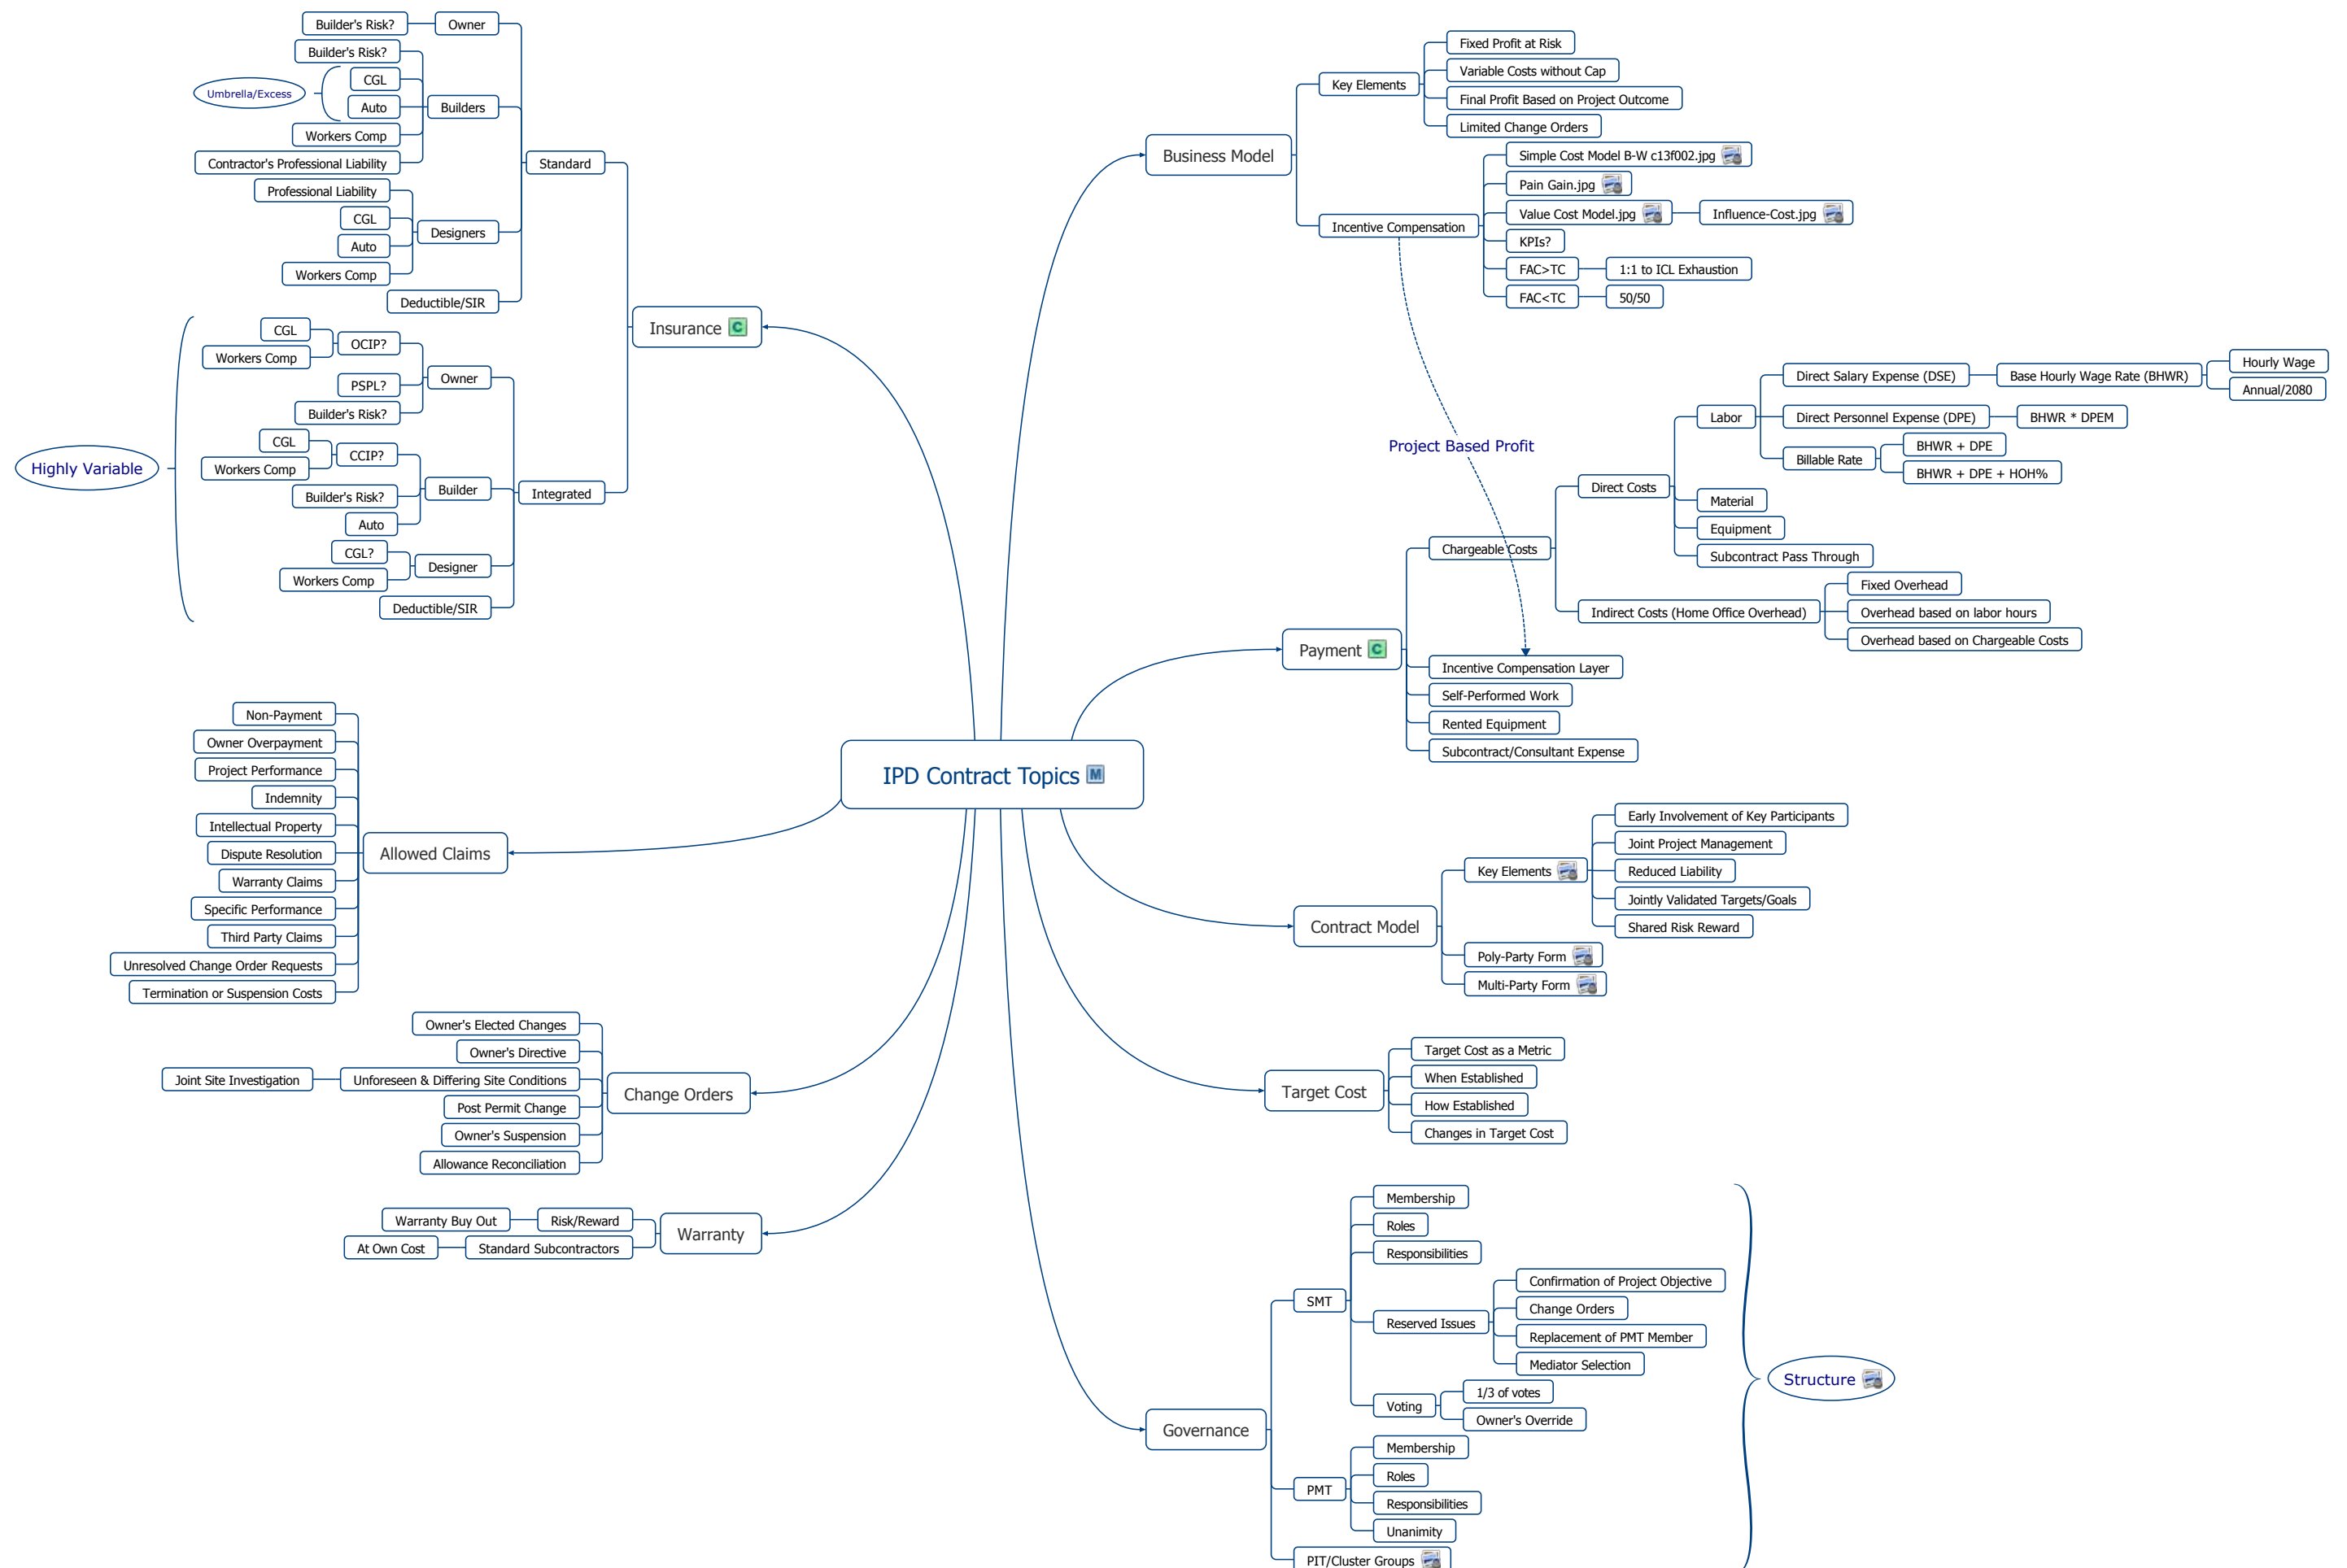 IPD Contract Topics
M
Business Model
Key Elements
Fixed Profit at Risk
Variable Costs without Cap
Final Profit Based on Project Outcome
Limited Change Orders
Incentive Compensation
Simple Cost Model B-W c13f002.jpg
Pain Gain.jpg
Value Cost Model.jpg
Influence-Cost.jpg
KPIs?
FAC>TC
1:1 to ICL Exhaustion
FAC<TC
50/50
Project Based Profit
Payment
C
Chargeable Costs
Direct Costs
Labor
Direct Salary Expense (DSE)
Base Hourly Wage Rate (BHWR)
Hourly Wage
Annual/2080
Direct Personnel Expense (DPE)
BHWR * DPEM
Billable Rate
BHWR + DPE
BHWR + DPE + HOH%
Material
Equipment
Subcontract Pass Through
Indirect Costs (Home Office Overhead)
Fixed Overhead
Overhead based on labor hours
Overhead based on Chargeable Costs
Incentive Compensation Layer
Self-Performed Work
Rented Equipment
Subcontract/Consultant Expense
Contract Model
Key Elements
Early Involvement of Key Participants
Joint Project Management
Reduced Liability
Jointly Validated Targets/Goals
Shared Risk Reward
Poly-Party Form
Multi-Party Form
Target Cost
Target Cost as a Metric
When Established
How Established
Changes in Target Cost
Governance
SMT
Membership
Roles
Responsibilities
Reserved Issues
Confirmation of Project Objective
Change Orders
Replacement of PMT Member
Mediator Selection
Voting
1/3 of votes
Owner's Override
PMT
Membership
Roles
Responsibilities
Unanimity
PIT/Cluster Groups
Structure
Insurance
C
Standard
Owner
Builder's Risk?
Builders
Builder's Risk?
CGL
Auto
Umbrella/Excess
Workers Comp
Contractor's Professional Liability
Designers
Professional Liability
CGL
Auto
Workers Comp
Deductible/SIR
Integrated
Owner
OCIP?
CGL
Workers Comp
PSPL?
Builder's Risk?
Builder
CCIP?
CGL
Workers Comp
Builder's Risk?
Auto
Designer
CGL?
Workers Comp
Deductible/SIR
Highly Variable
Allowed Claims
Non-Payment
Owner Overpayment
Project Performance
Indemnity
Intellectual Property
Dispute Resolution
Warranty Claims
Specific Performance
Third Party Claims
Unresolved Change Order Requests
Termination or Suspension Costs
Change Orders
Owner's Elected Changes
Owner's Directive
Unforeseen & Differing Site Conditions
Joint Site Investigation
Post Permit Change
Owner's Suspension
Allowance Reconciliation
Warranty
Risk/Reward
Warranty Buy Out
Standard Subcontractors
At Own Cost